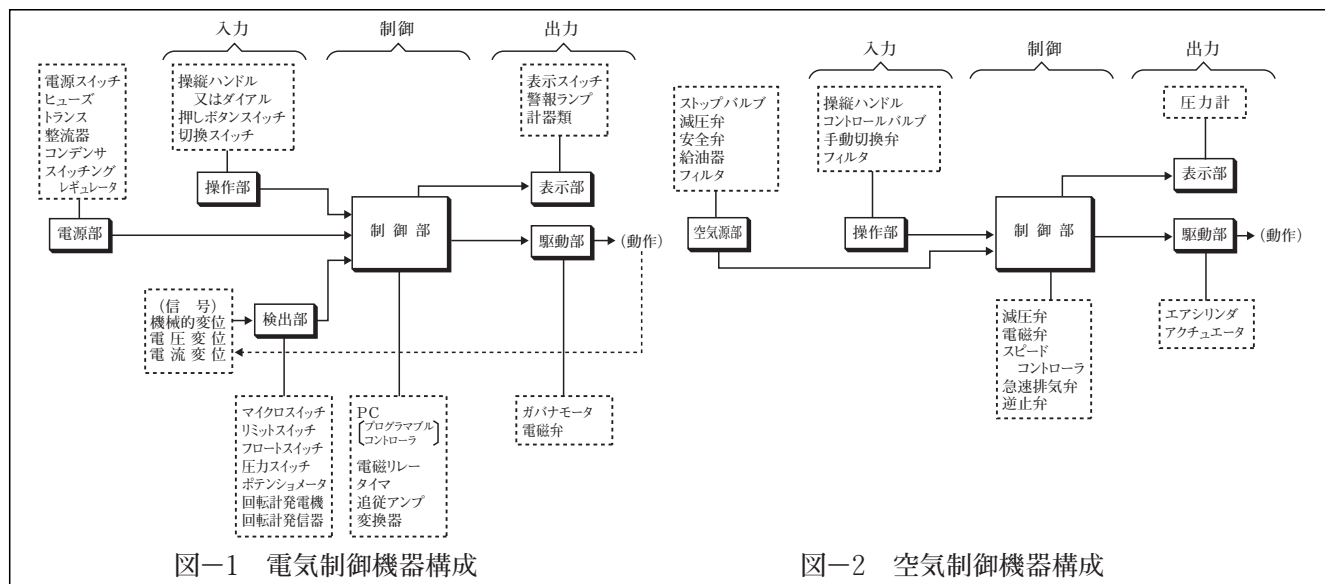 入力
制御
出力
電源スイッチ
ヒューズ
トランス
整流器
コンデンサ
スイッチング
レギュレータ
操縦ハンドル
又はダイアル
押しボタンスイッチ
切換スイッチ
表示スイッチ
警報ランプ
計器類
操作部
表示部
電源部
制御部
駆動部
(動作)
(信 号)
機械的変位
電圧変位
電流変位
検出部
マイクロスイッチ
リミットスイッチ
フロートスイッチ
圧力スイッチ
ポテンショメータ
回転計発電機
回転計発信器
PC
プログラマブル
コントローラ
電磁リレー
タイマ
追従アンプ
変換器
ガバナモータ
電磁弁
図-1 電気制御機器構成
入力
制御
出力
ストップバルブ
減圧弁
安全弁
給油器
フィルタ
操縦ハンドル
コントロールバルブ
手動切換弁
フィルタ
圧力計
表示部
空気源部
操作部
制御部
駆動部
(動作)
減圧弁
電磁弁
スピード
コントローラ
急速排気弁
逆止弁
エアシリンダ
アクチュエータ
図-2 空気制御機器構成